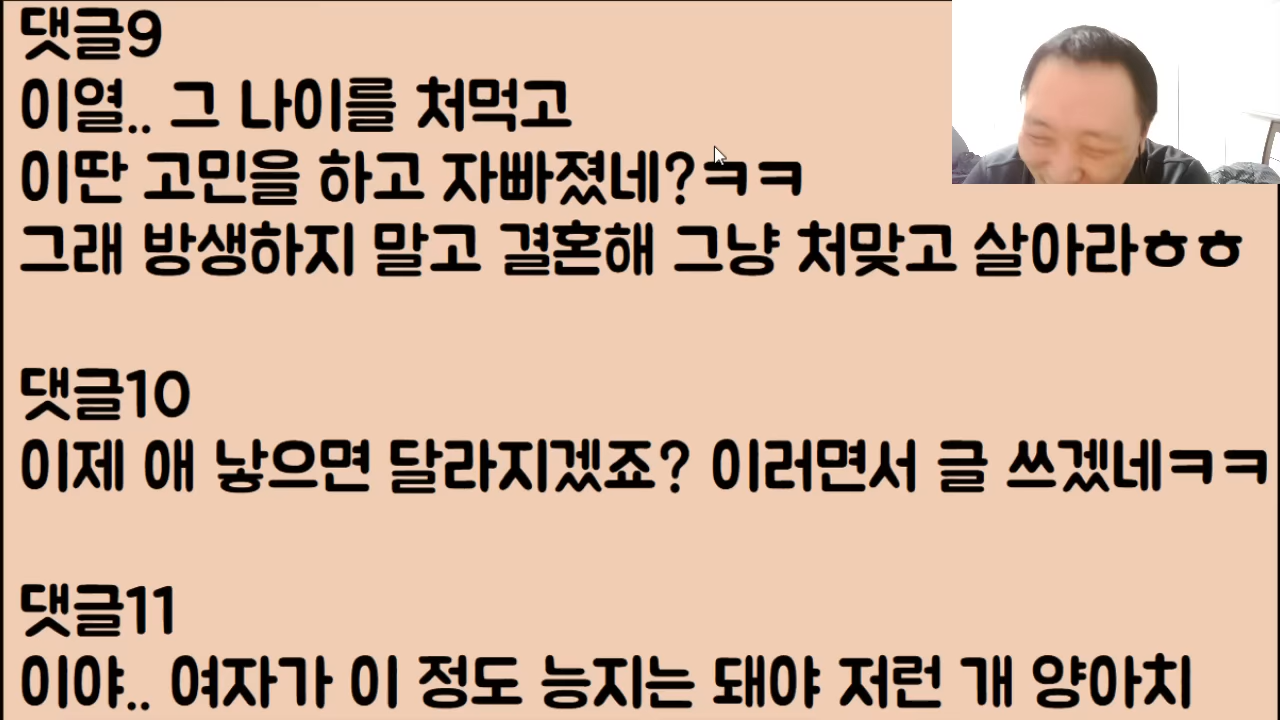 댓글9
이열.. 그 나이를 처먹고
이딴 고민을 하고 자빠졌네?ㅋㅋ
그래 방생하지 말고 결혼해 그냥 처맞고 살아라ㅎㅎ
댓글10
이제 애 낳으면 달라지겠죠? 이러면서 글 쓰겠네ㅋㅋ
댓글11
이야.. 여자가 이 정도 능지는 돼야 저런 개 양아치